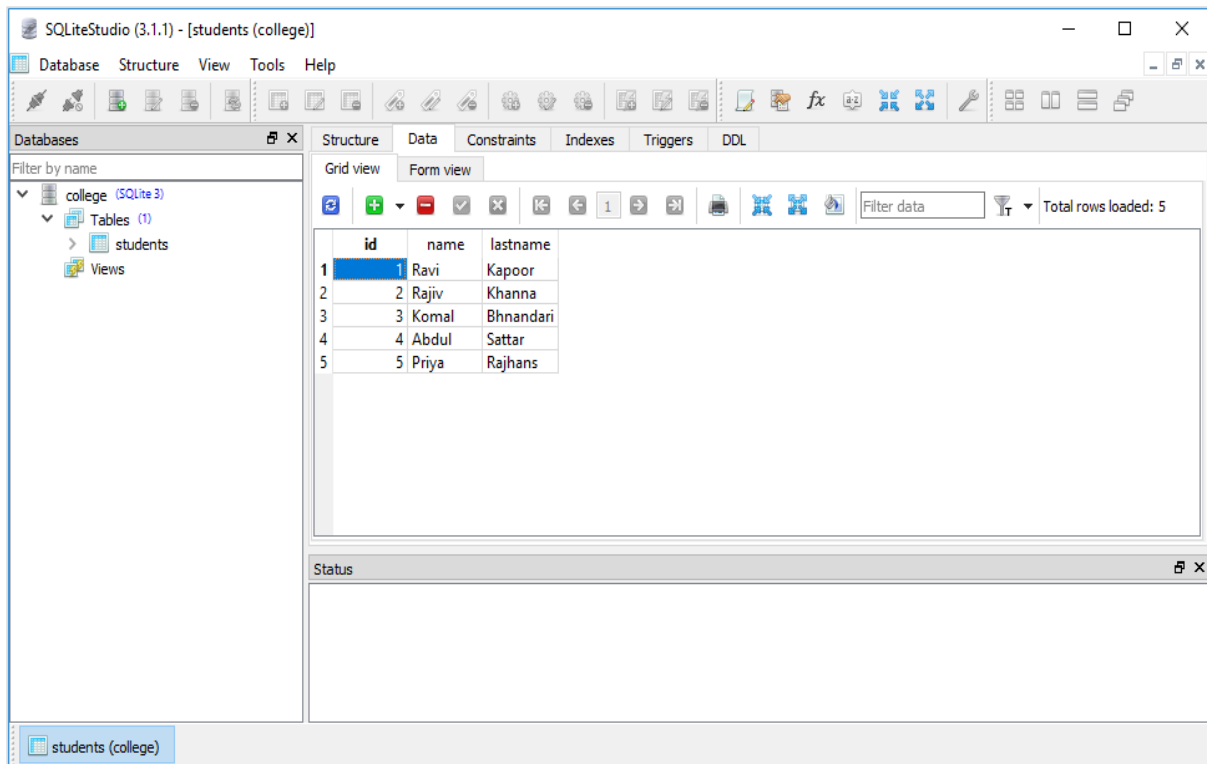 SQLiteStudio (3.1.1) - [students (college)]
Database Structure View Tools Help
Databases
Filter by name
college (SQLite 3)
Tables (1)
students
Views
Structure Data Constraints Indexes Triggers DDL
Grid view Form view
1 Filter data Total rows loaded: 5
id name lastname
1 1 Ravi Kapoor
2 2 Rajiv Khanna
3 3 Komal Bhnandari
4 4 Abdul Sattar
5 5 Priya Rajhans
Status
students (college)